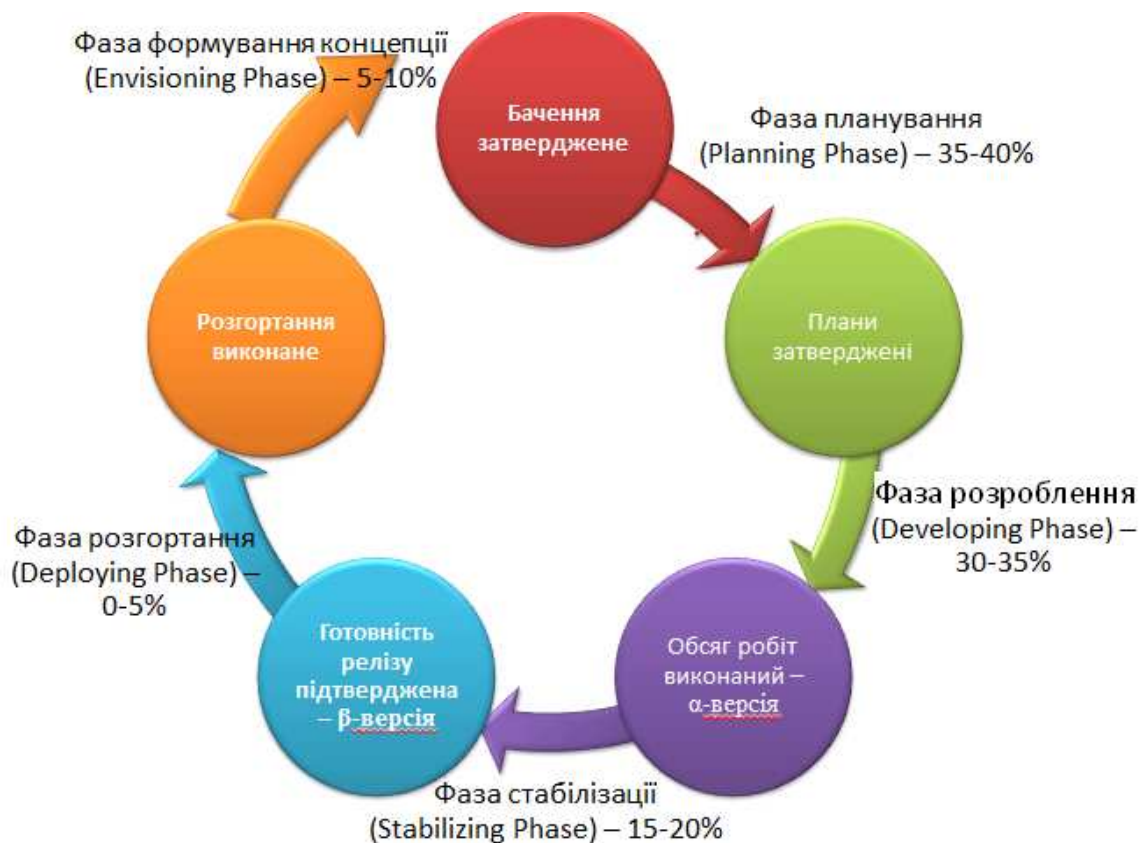 Фаза формування концепції
(Envisioning Phase) – 5-10%
Бачення
затверджене
Фаза планування
(Planning Phase) – 35-40%
Плани
затверджені
Фаза розроблення
(Developing Phase) –
30-35%
Обсяг робіт
виконаний –
α-версія
Фаза стабілізації
(Stabilizing Phase) – 15-20%
Готовність
релізу
підтверджена
– β-версія
Фаза розгортання
(Deploying Phase) –
0-5%
Розгортання
виконане